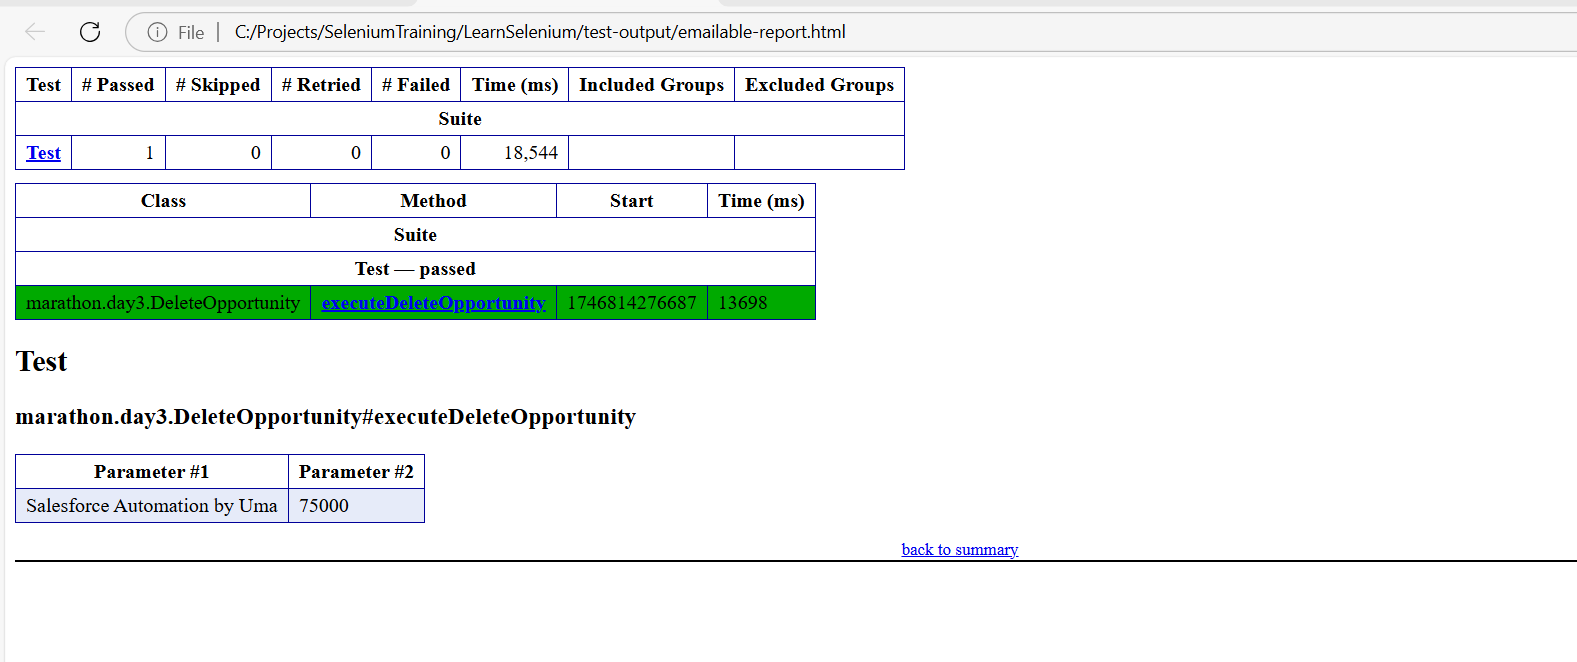 File | C:/Projects/SeleniumTraining/LearnSelenium/test-output/emailable-report.html
Test # Passed # Skipped # Retried # Failed Time (ms) Included Groups Excluded Groups
Suite
Test 1 0 0 0 18,544
Class Method Start Time (ms)
Suite
Test — passed
marathon.day3.DeleteOpportunity executeDeleteOpportunity 1746814276687 13698
Test
marathon.day3.DeleteOpportunity#executeDeleteOpportunity
Parameter #1 Parameter #2
Salesforce Automation by Uma 75000
back to summary